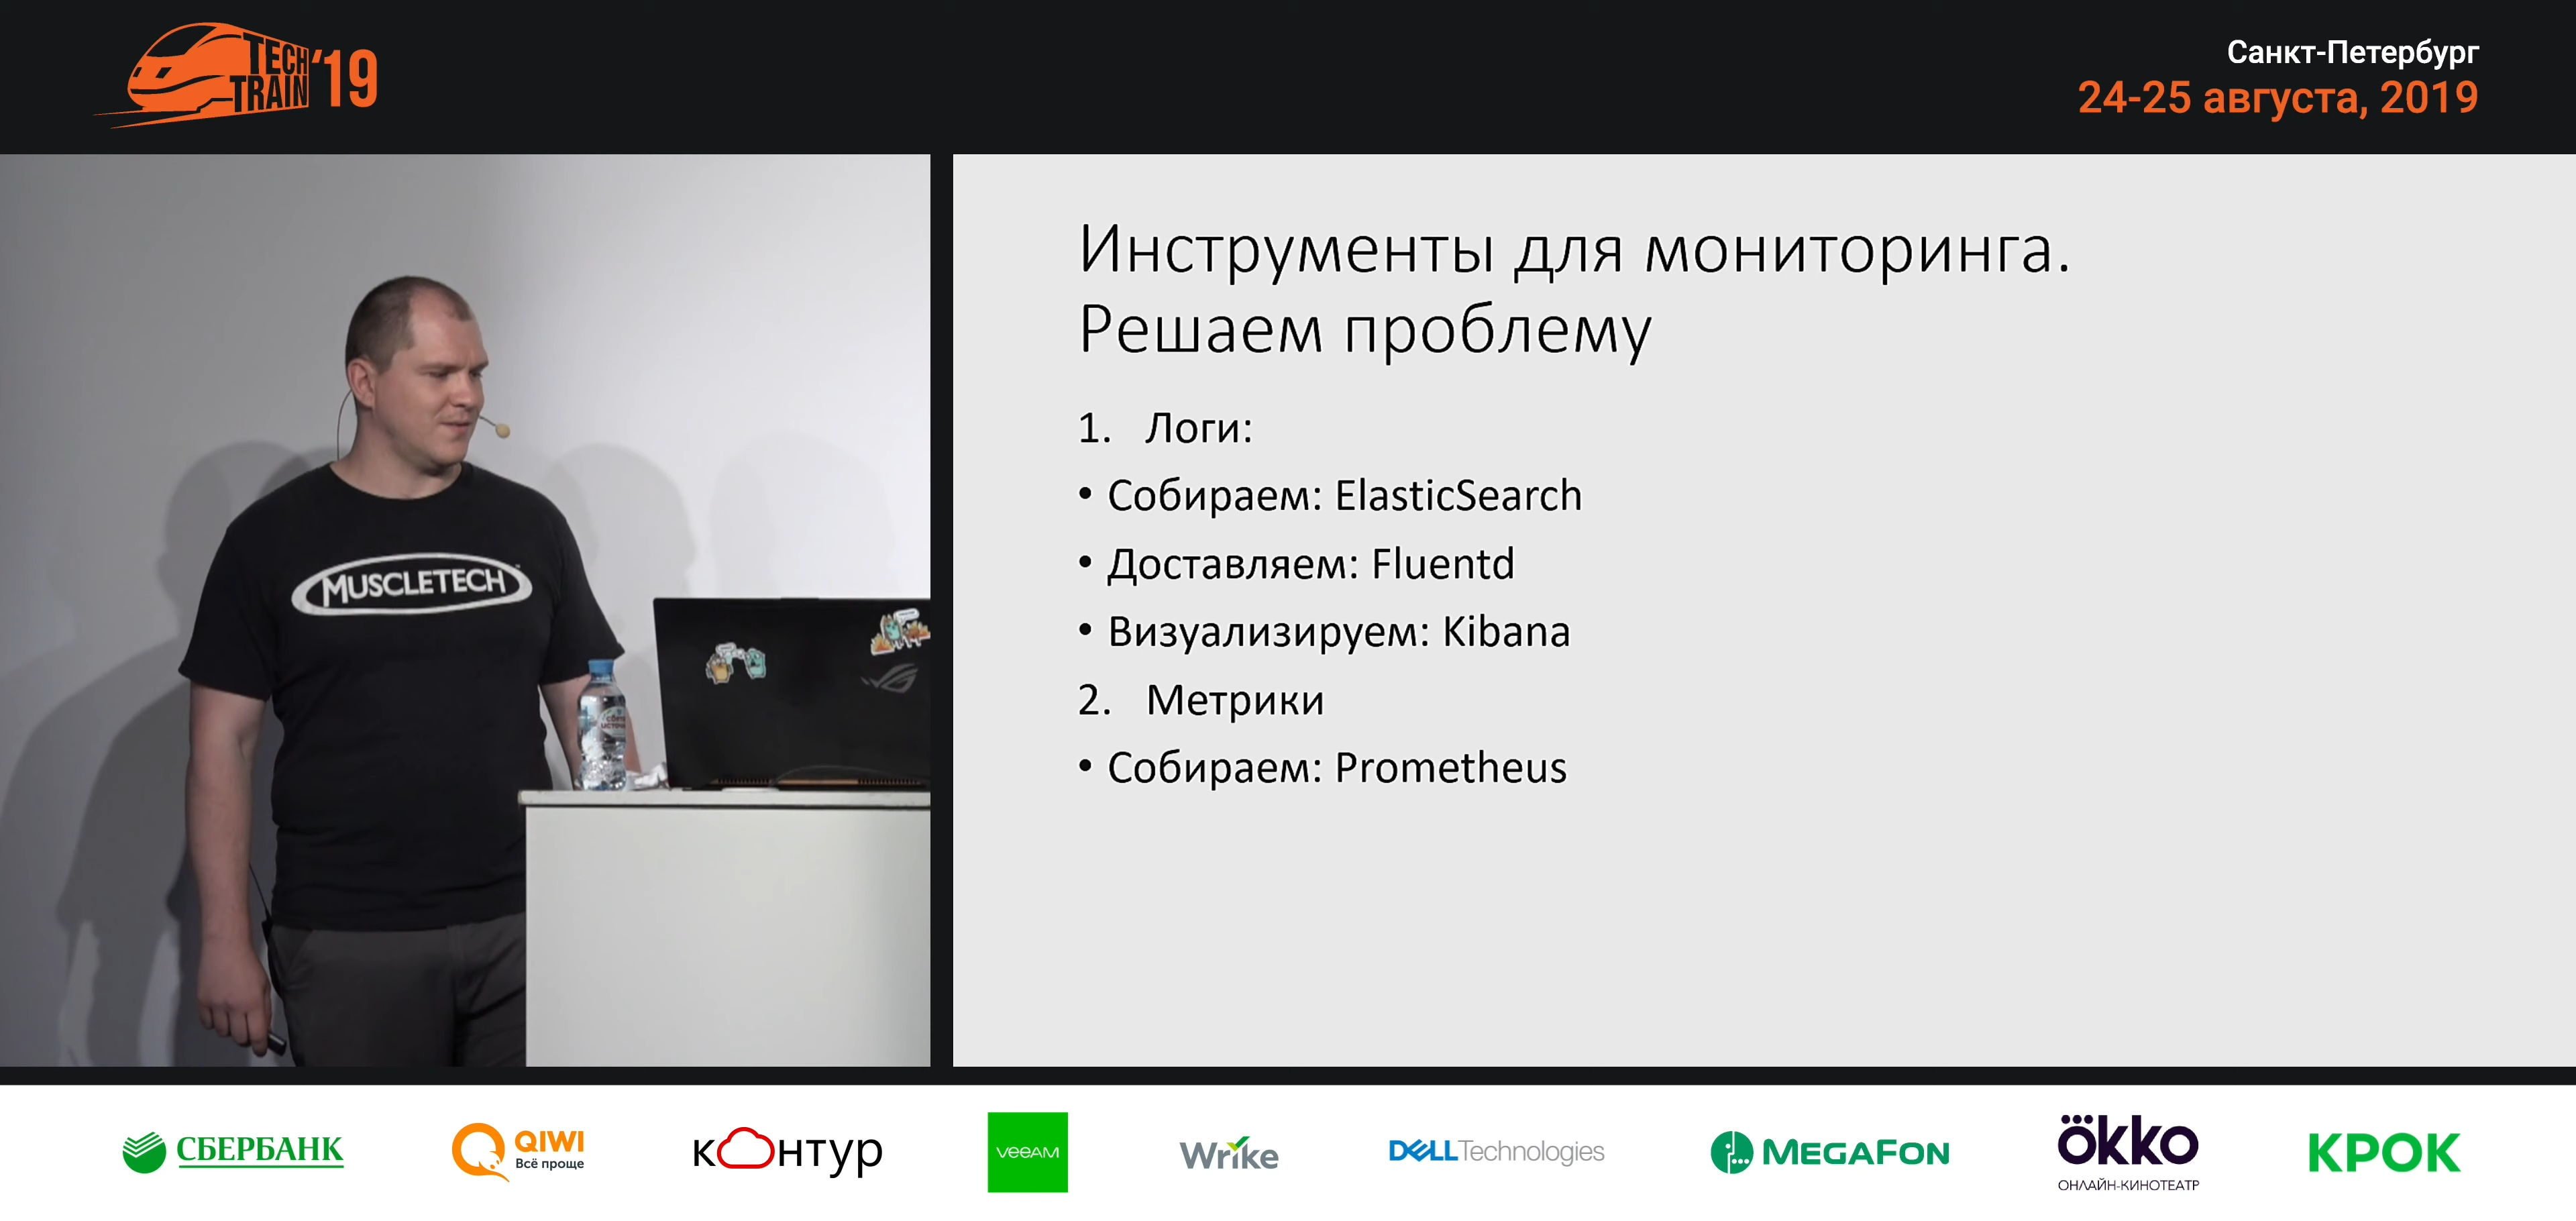 TECH TRAIN '19
Санкт-Петербург
24-25 августа, 2019
Инструменты для мониторинга.
Решаем проблему
1. Логи:
• Собираем: ElasticSearch
• Доставляем: Fluentd
• Визуализируем: Kibana
2. Метрики
• Собираем: Prometheus
MUSCLETECH
СБЕРБАНК
QIWI
Всё проще
контур
veeAM
Wrike
DELL Technologies
MEGAFON
ökko
ОНЛАЙН-КИНОТЕАТР
КРОК